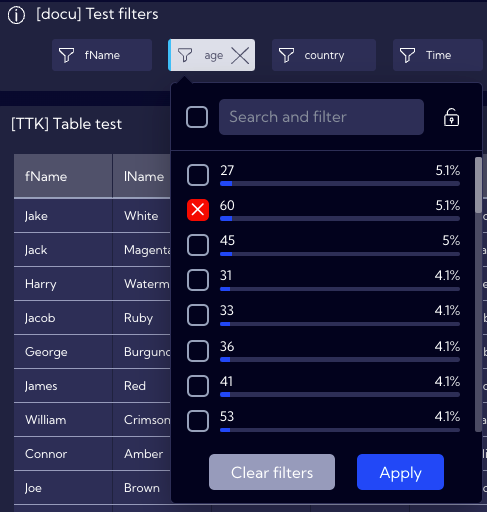 [docu] Test filters
fName
age
country
Time
Search and filter
[TTK] Table test
27 5.1%
60 5.1%
45 5%
31 4.1%
33 4.1%
36 4.1%
41 4.1%
53 4.1%
Clear filters
Apply
fName lName
Jake White
Jack Magenta
Harry Waterm
Jacob Ruby
George Burgund
James Red
William Crimson
Connor Amber
Joe Brown